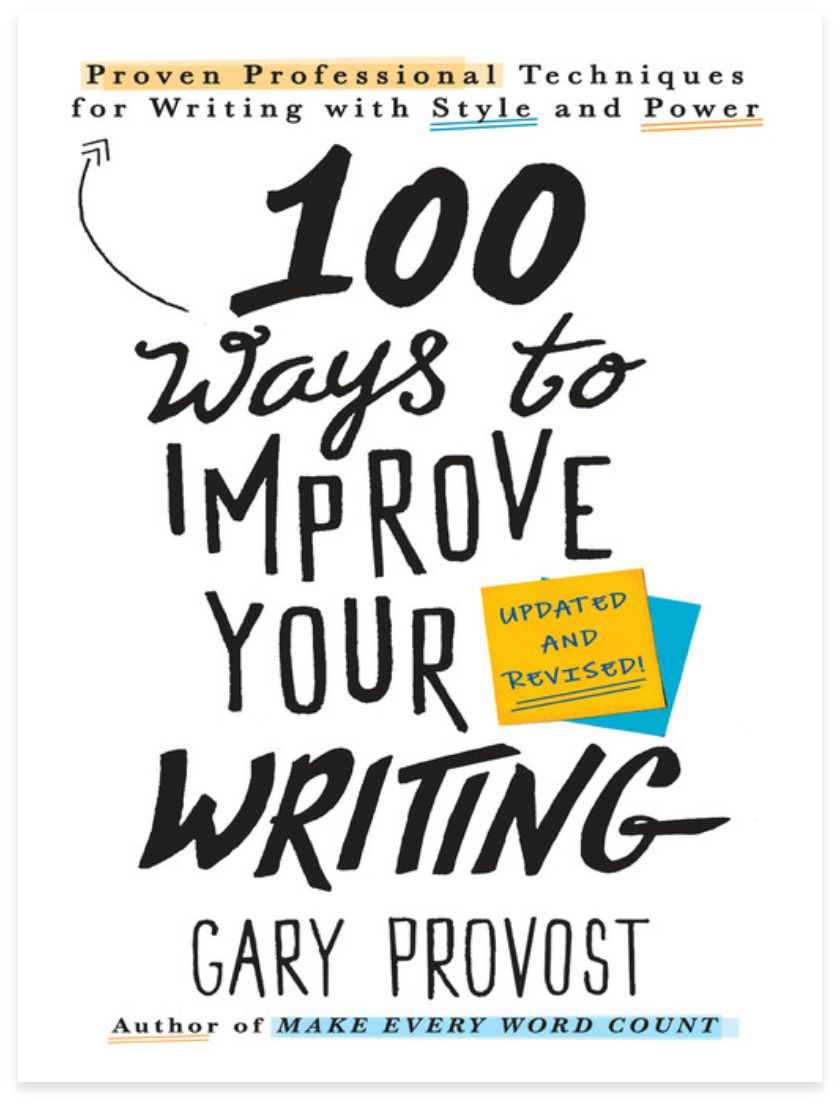 Proven Professional Techniques
for Writing with Style and Power
100
Ways to
IMPROVE
YOUR
UPDATED
AND
REVISED!
WRITING
GARY PROVOST
Author of MAKE EVERY WORD COUNT